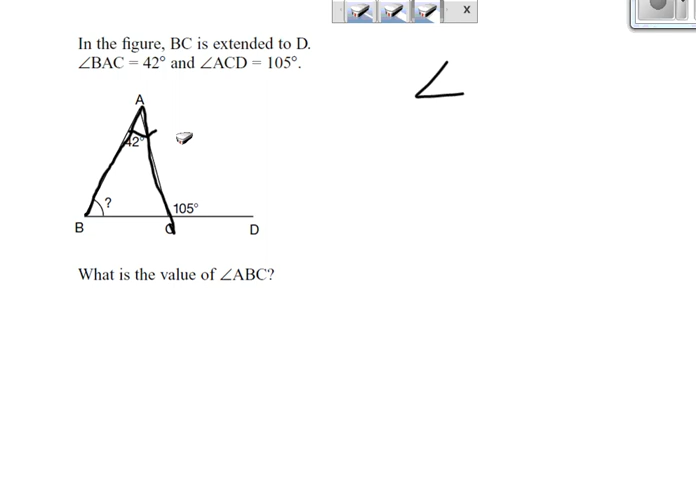 x
In the figure, BC is extended to D.
∠BAC = 42° and ∠ACD = 105°.
A
42°
?
105°
B
C
D
What is the value of ∠ABC?
∠